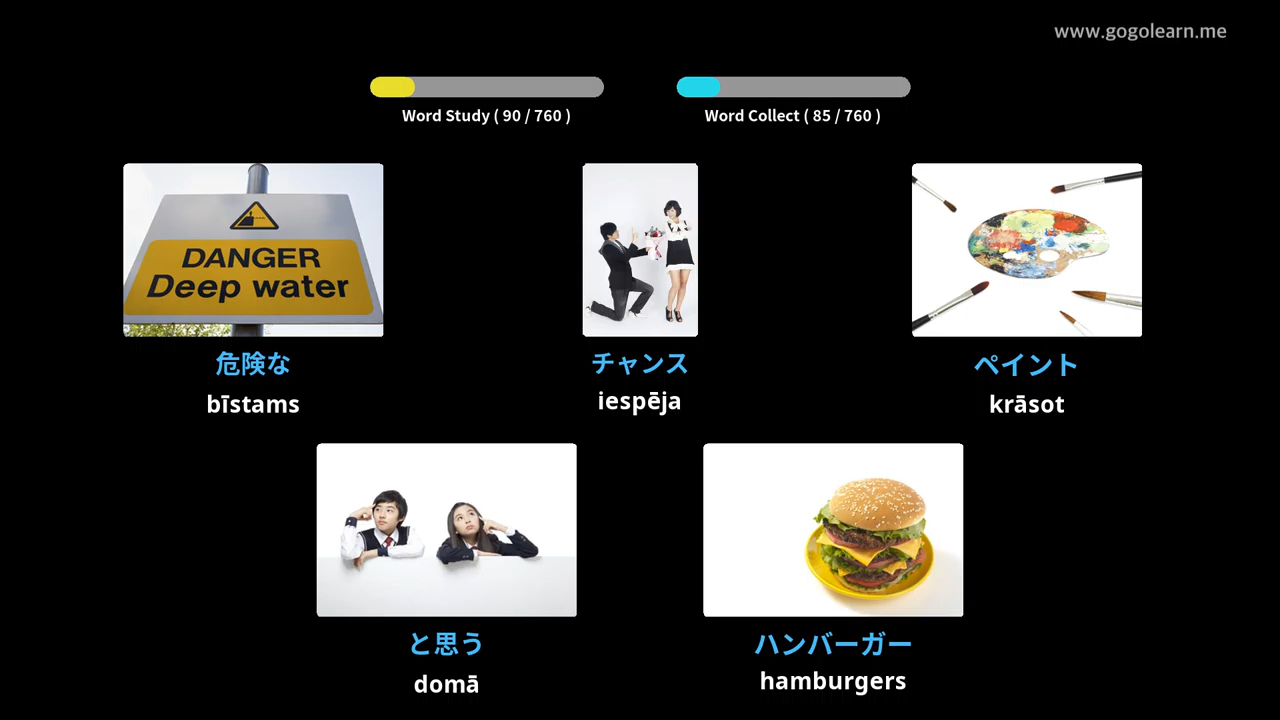 www.gogolearn.me
Word Study ( 90 / 760 )
Word Collect ( 85 / 760 )
DANGER
Deep water
危険な
bīstams
チャンス
iespēja
ペイント
krāsot
と思う
domā
ハンバーガー
hamburgers